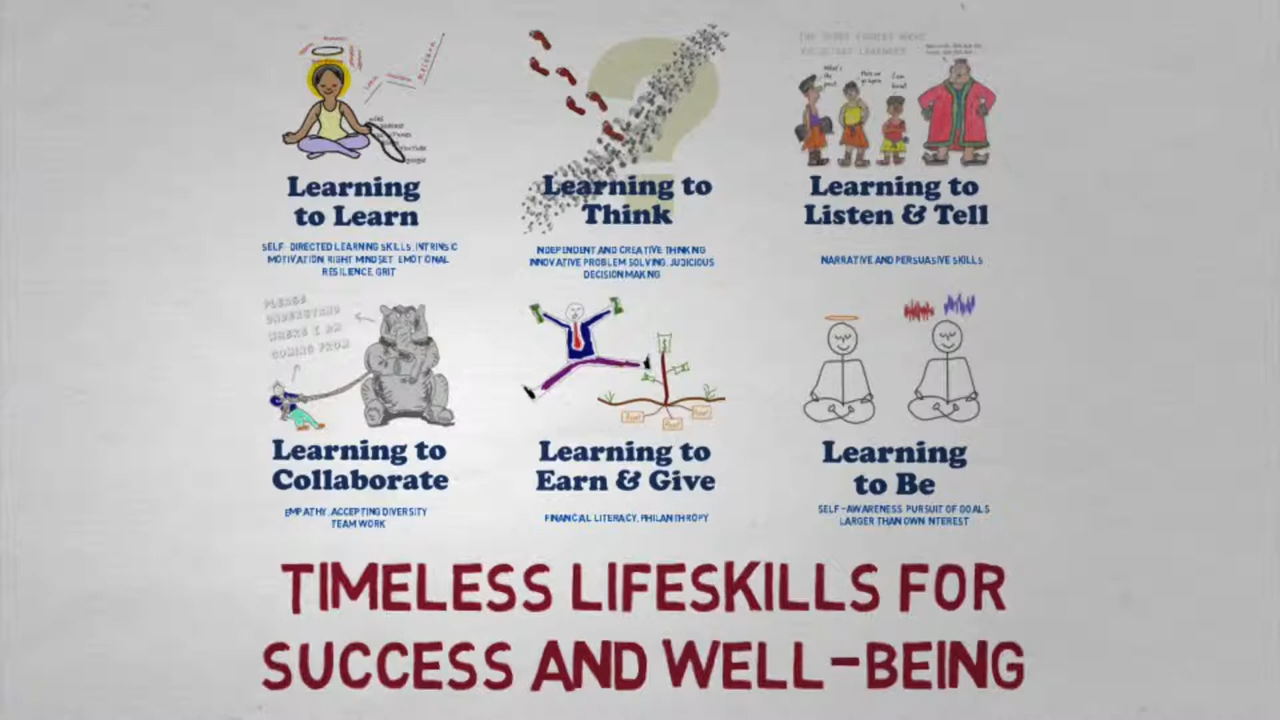 Learning
to Learn
SELF-DIRECTED LEARNING SKILLS, INTRINSIC
MOTIVATION RIGHT MINDSET EMOTIONAL
RESILIENCE, GRIT
Learning to
Think
INDEPENDENT AND CREATIVE THINKING
INNOVATIVE PROBLEM SOLVING, JUDICIOUS
DECISION MAKING
Learning to
Listen & Tell
NARRATIVE AND PERSUASIVE SKILLS
PLEASE
UNDERSTAND
WHERE I AM
COMING FROM
Learning to
Collaborate
EMPATHY, ACCEPTING DIVERSITY
TEAM WORK
Learning to
Earn & Give
FINANCIAL LITERACY, PHILANTHROPY
Learning
to Be
SELF-AWARENESS PURSUIT OF GOALS
LARGER THAN OWN INTEREST
TIMELESS LIFESKILLS FOR
SUCCESS AND WELL-BEING